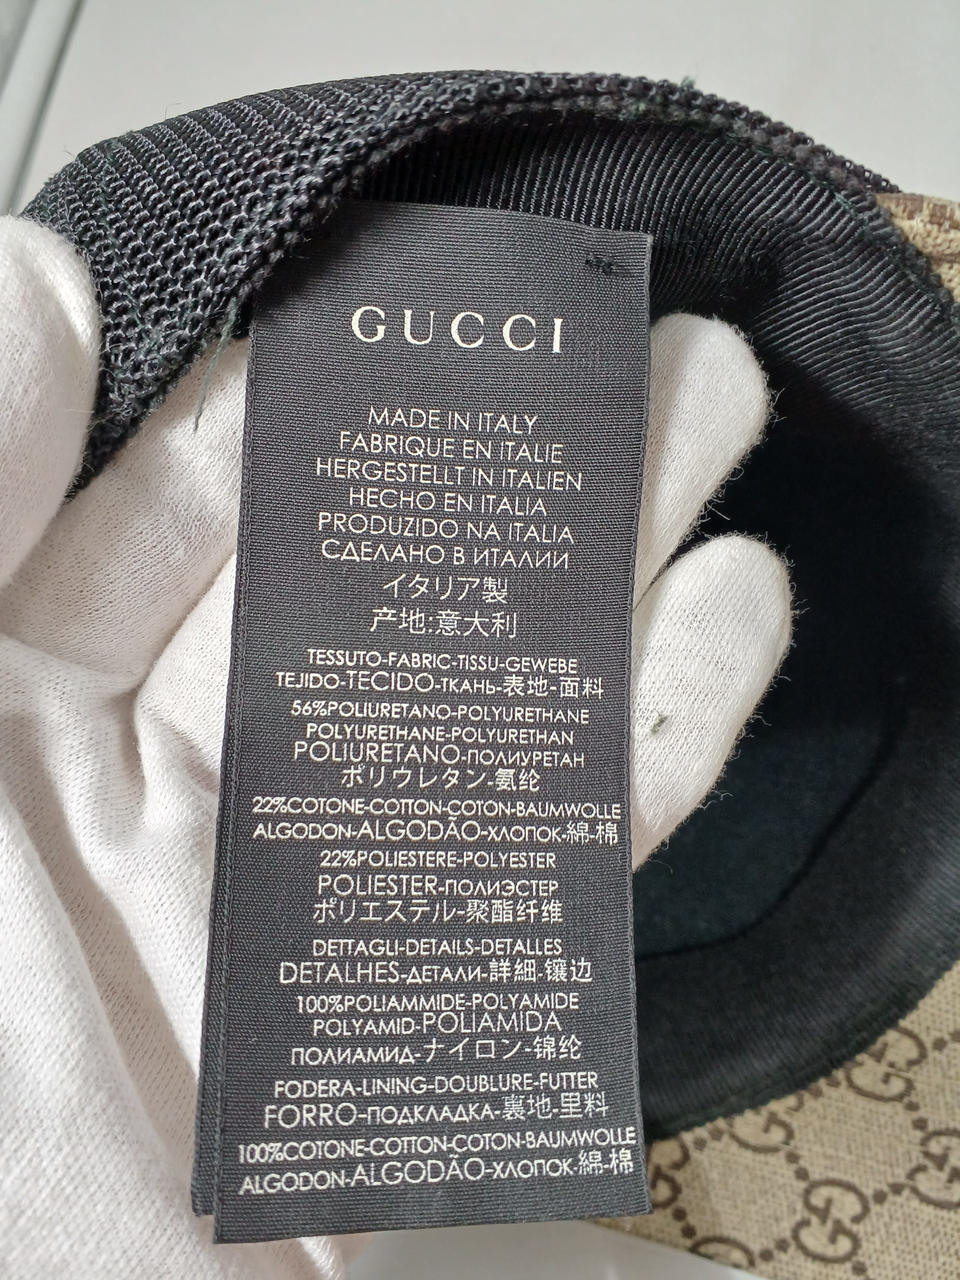 GUCCI
MADE IN ITALY
FABRIQUE EN ITALIE
HERGESTELLT IN ITALIEN
HECHO EN ITALIA
PRODUZIDO NA ITALIA
СДЕЛАНО В ИТАЛИИ
イタリア製
产地:意大利
TESSUTO-FABRIC-TISSU-GEWEBE
TEJIDO-TECIDO-ТКАНЬ-表地-面料
56%POLIURETANO-POLYURETHANE
POLYURETHANE-POLYURETHAN
POLIURETANO-ПОЛИУРЕТАН
ポリウレタン-氨纶
22%COTONE-COTTON-COTON-BAUMWOLLE
ALGODON-ALGODÃO-ХЛОПОК-綿-棉
22%POLIESTERE-POLYESTER
POLIESTER-ПОЛИЭСТЕР
ポリエステル-聚酯纤维
DETTAGLI-DETAILS-DETALLES
DETALHES-ДЕТАЛИ-詳細-镶边
100%POLIAMMIDE-POLYAMIDE
POLYAMID-POLIAMIDA
ПОЛИАМИД-ナイロン-锦纶
FODERA-LINING-DOUBLURE-FUTTER
FORRO-ПОДКЛАДКА-裏地-里料
100%COTONE-COTTON-COTON-BAUMWOLLE
ALGODON-ALGODÃO-ХЛОПОК-綿-棉